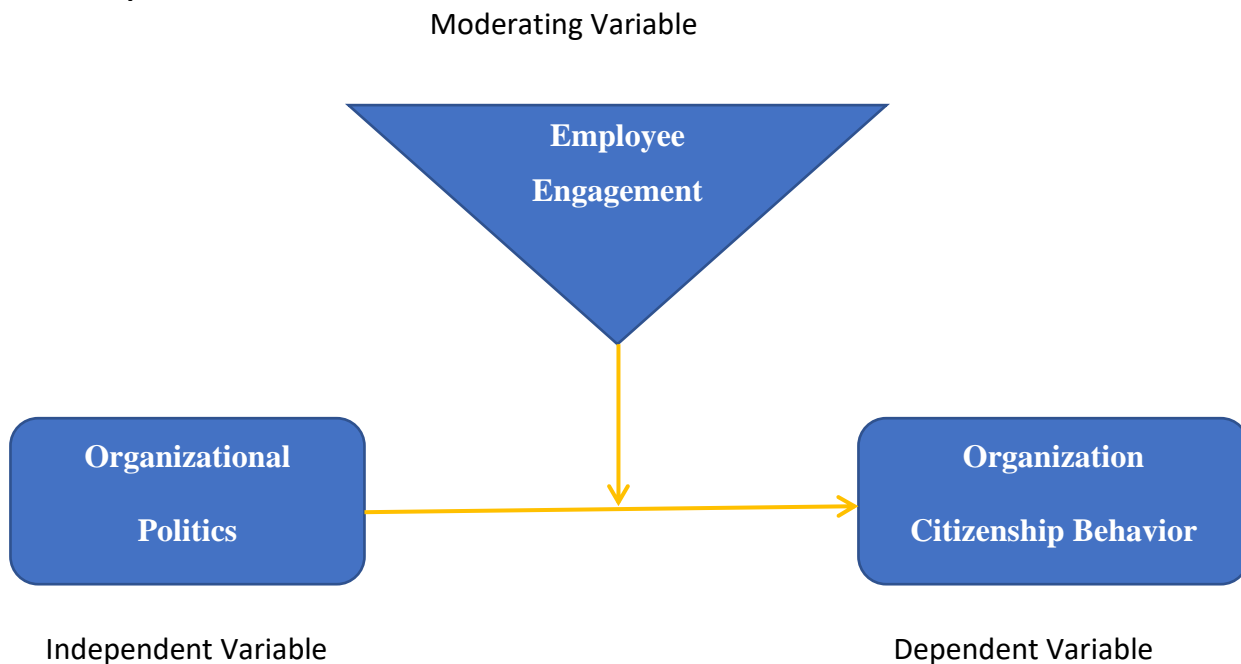 Moderating Variable
Employee
Engagement
Organizational
Politics
Organization
Citizenship Behavior
Independent Variable
Dependent Variable